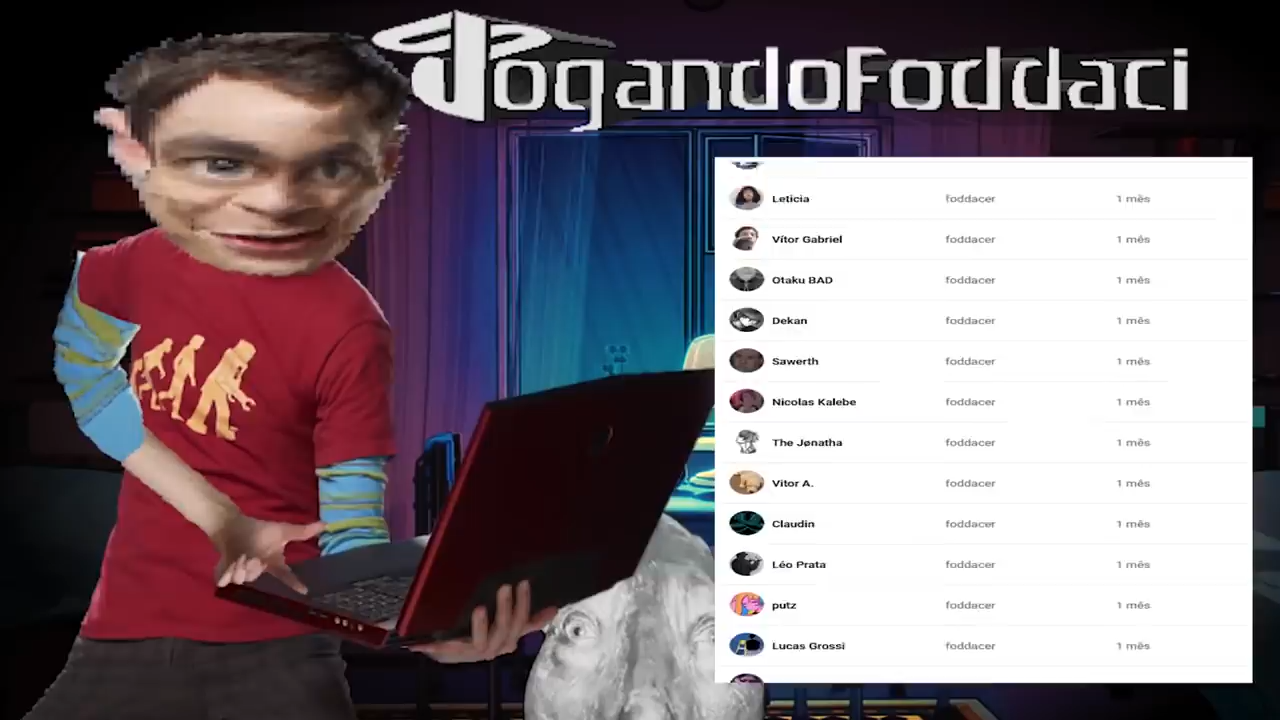 JogandoFoddaci
Letícia foddacer 1 mês
Vítor Gabriel foddacer 1 mês
Otaku BAD foddacer 1 mês
Dekan foddacer 1 mês
Sawerth foddacer 1 mês
Nicolas Kalebe foddacer 1 mês
The Jønatha foddacer 1 mês
Vitor A. foddacer 1 mês
Claudin foddacer 1 mês
Léo Prata foddacer 1 mês
putz foddacer 1 mês
Lucas Grossi foddacer 1 mês